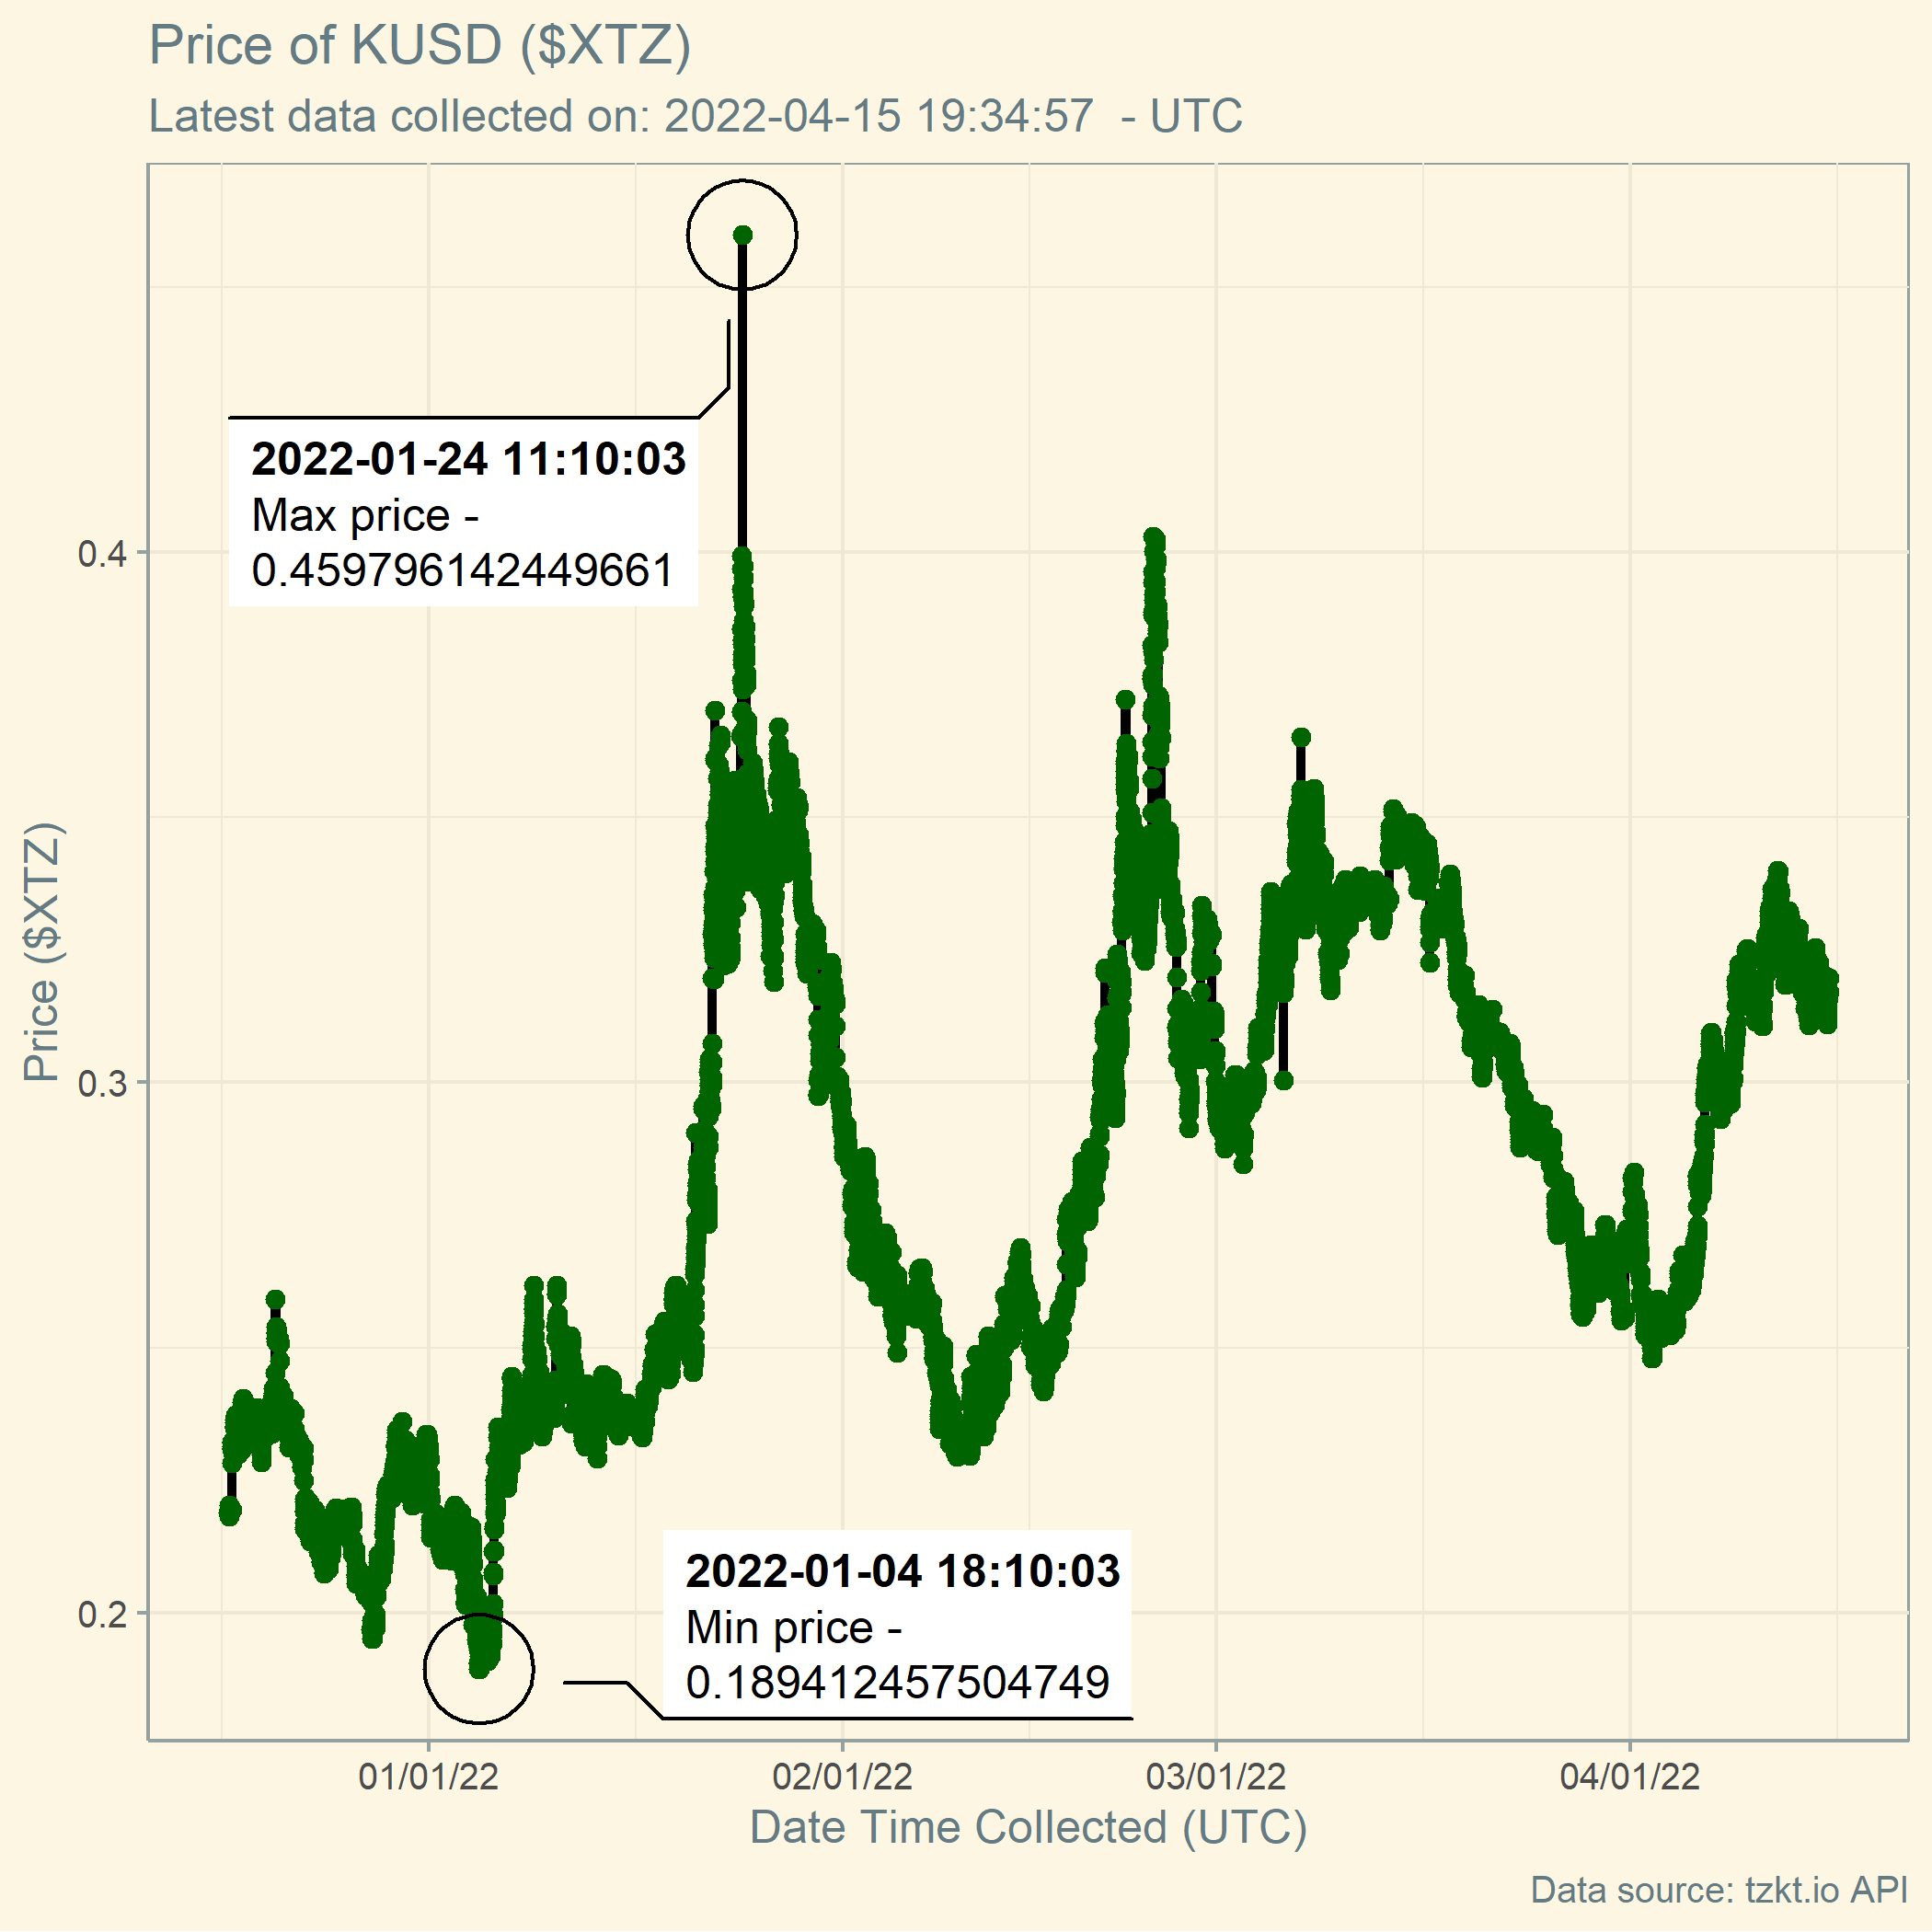 Price of KUSD ($XTZ)
Latest data collected on: 2022-04-15 19:34:57  - UTC
2022-01-24 11:10:03
Max price -
0.459796142449661
0.4
0.3
0.2
Price ($XTZ)
2022-01-04 18:10:03
Min price -
0.189412457504749
01/01/22
02/01/22
03/01/22
04/01/22
Date Time Collected (UTC)
Data source: tzkt.io API